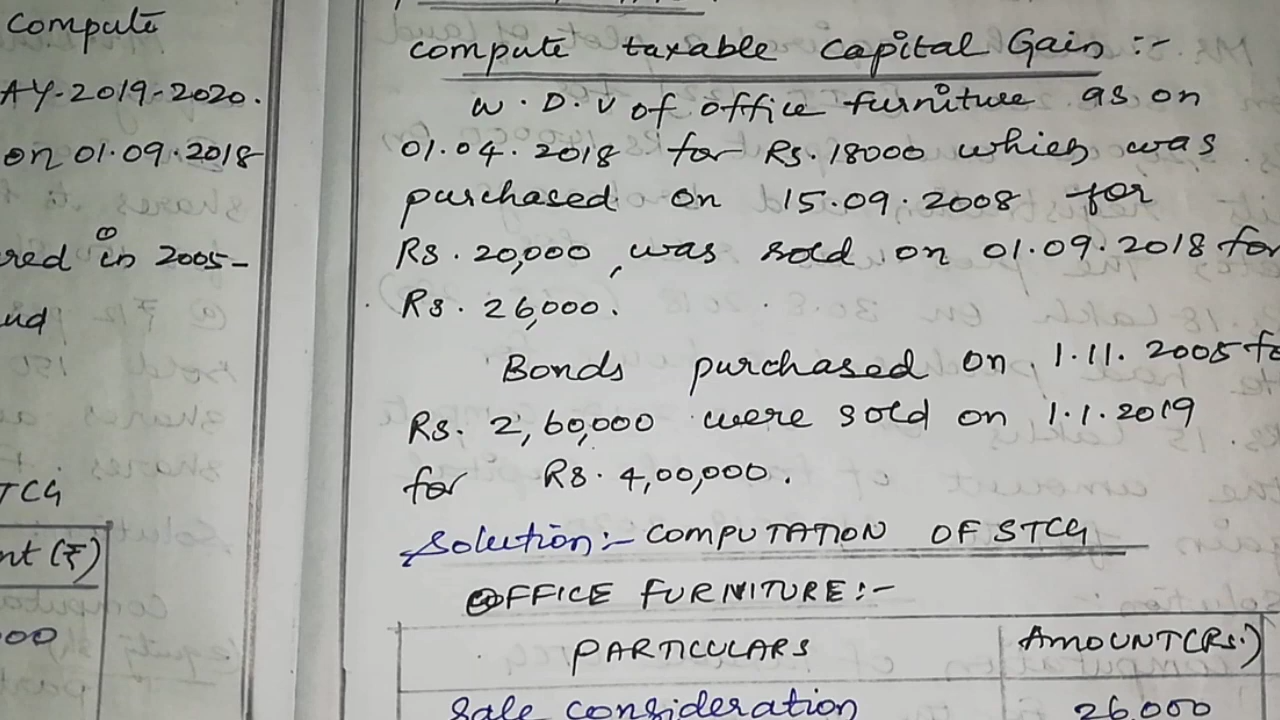 compute
AY-2019-2020.
on 01.09.2018
red in 2005-
TCG
nt (₹)
00
compute taxable Capital Gain :-
W.D.V of office furniture as on
01.04.2018 for Rs. 18000 which was
purchased on 15.09.2008 for
Rs. 20,000, was sold on 01.09.2018 for
Rs. 26,000.
Bonds purchased on 1.11.2005 fo
Rs. 2,60,000 were sold on 1.1.2019
for Rs. 4,00,000.
Solution:- COMPUTATION OF STCG
OFFICE FURNITURE:-
PARTICULARS AMOUNT(Rs.)
Sale consideration 26,000